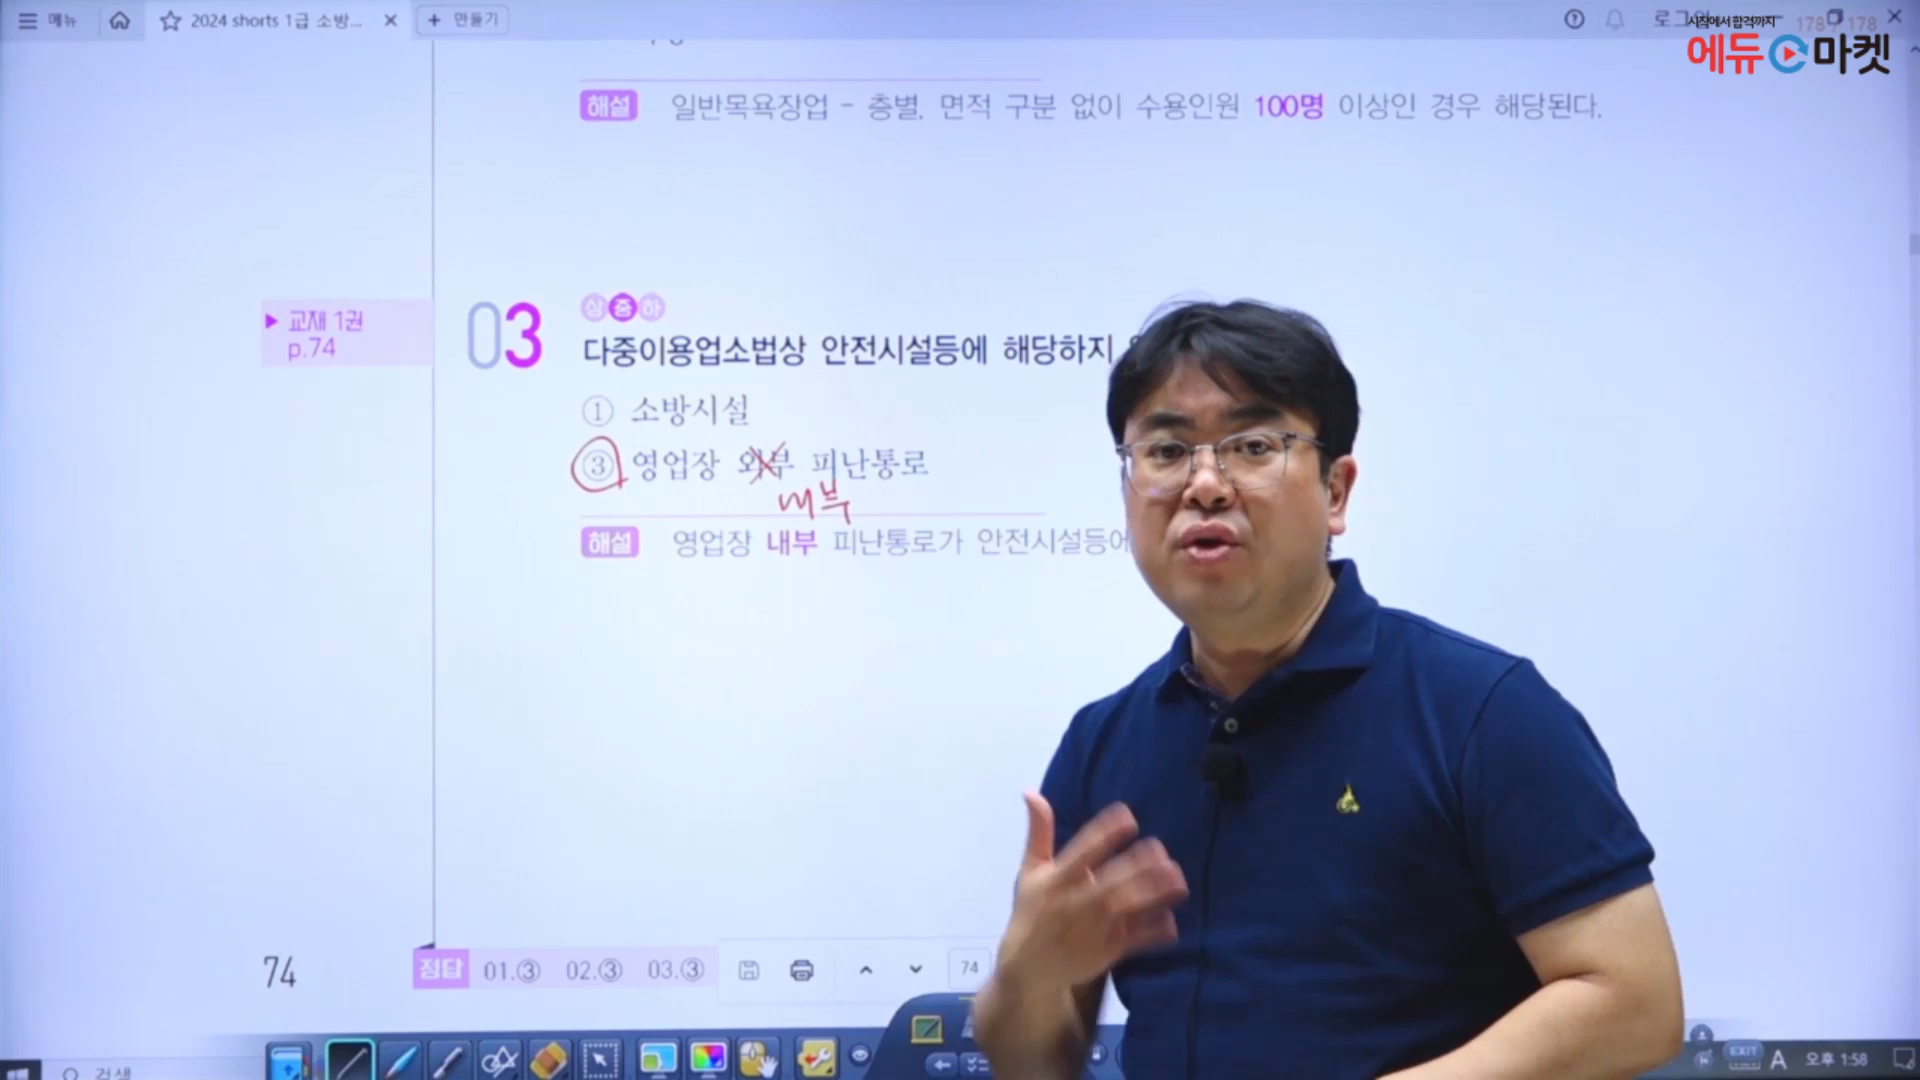 메뉴
2024 shorts 1급 소방...
만들기
시작에서 합격까지
178 178
에듀마켓
해설 일반목욕장업 - 층별, 면적 구분 없이 수용인원 100명 이상인 경우 해당된다.
▶ 교재 1권
p.74
03
상 중 하
다중이용업소법상 안전시설등에 해당하지
① 소방시설
③ 영업장 외부 피난통로
내부
해설 영업장 내부 피난통로가 안전시설등에
74
정답 01.③ 02.③ 03.③
74
검색
EXIT
A
오후 1:58